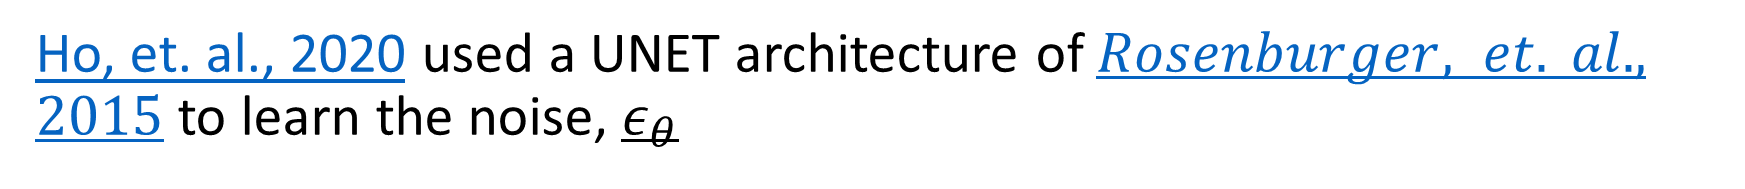 Ho, et. al., 2020 used a UNET architecture of Rosenburger, et. al.,
2015 to learn the noise, ϵθ